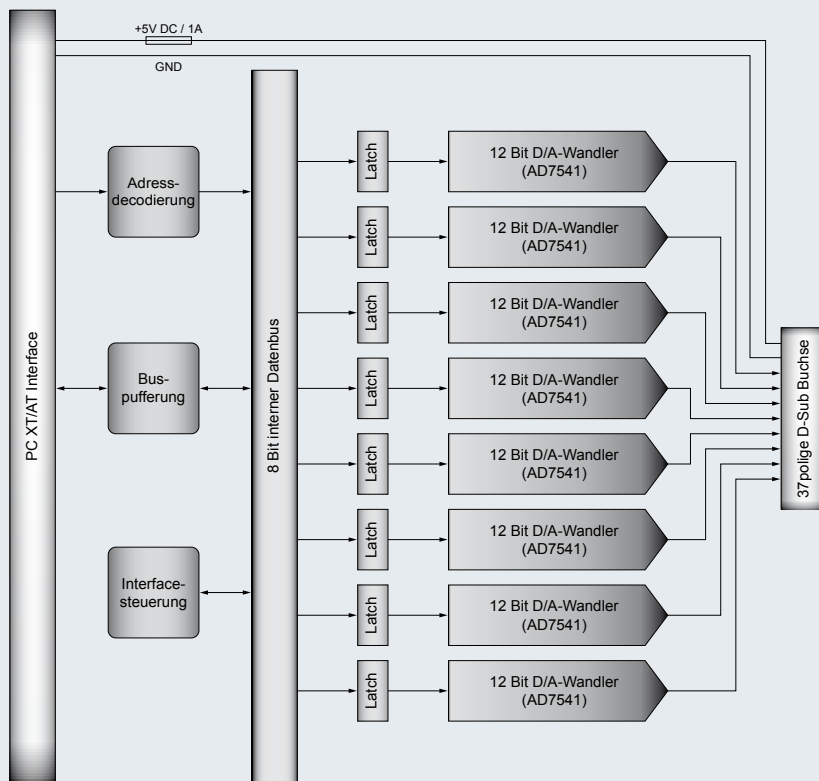 +5V DC / 1A
GND
PC XT/AT Interface
Adress-
decodierung
Bus-
pufferung
Interface-
steuerung
8 Bit interner Datenbus
Latch
12 Bit D/A-Wandler
(AD7541)
Latch
12 Bit D/A-Wandler
(AD7541)
Latch
12 Bit D/A-Wandler
(AD7541)
Latch
12 Bit D/A-Wandler
(AD7541)
Latch
12 Bit D/A-Wandler
(AD7541)
Latch
12 Bit D/A-Wandler
(AD7541)
Latch
12 Bit D/A-Wandler
(AD7541)
Latch
12 Bit D/A-Wandler
(AD7541)
37polige D-Sub Buchse